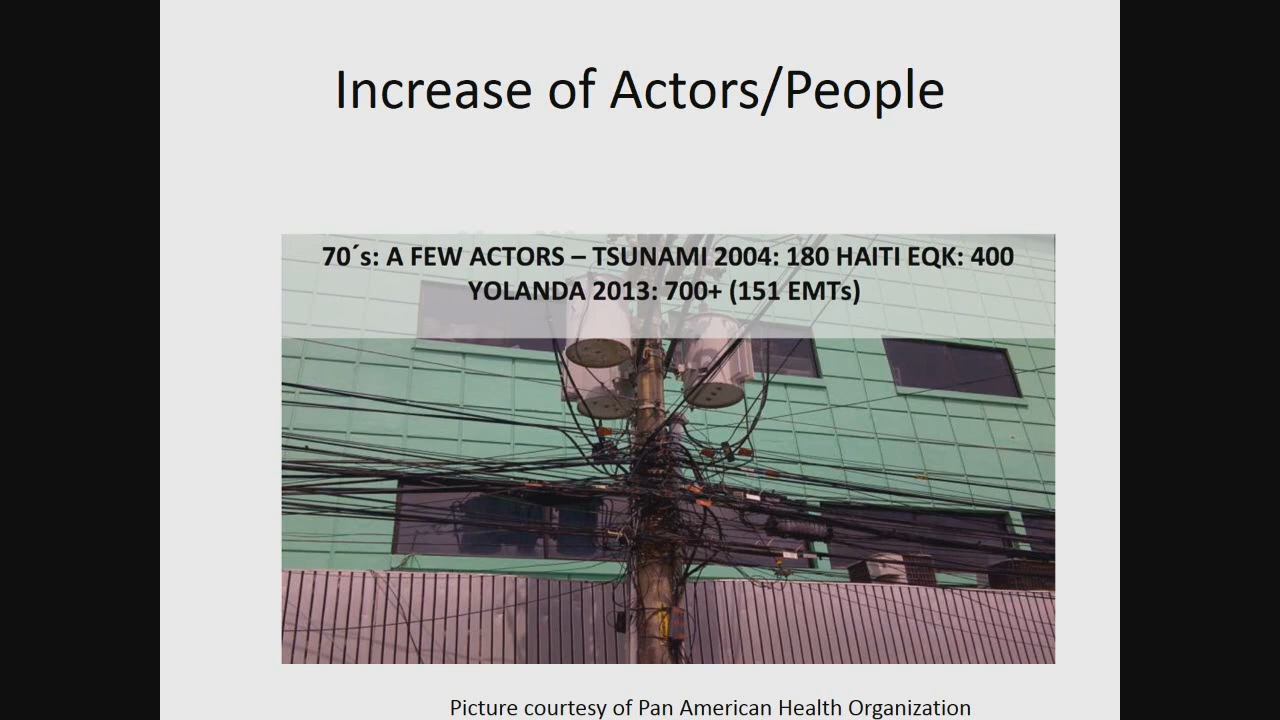 Increase of Actors/People
70´s: A FEW ACTORS – TSUNAMI 2004: 180 HAITI EQK: 400
YOLANDA 2013: 700+ (151 EMTs)
Picture courtesy of Pan American Health Organization